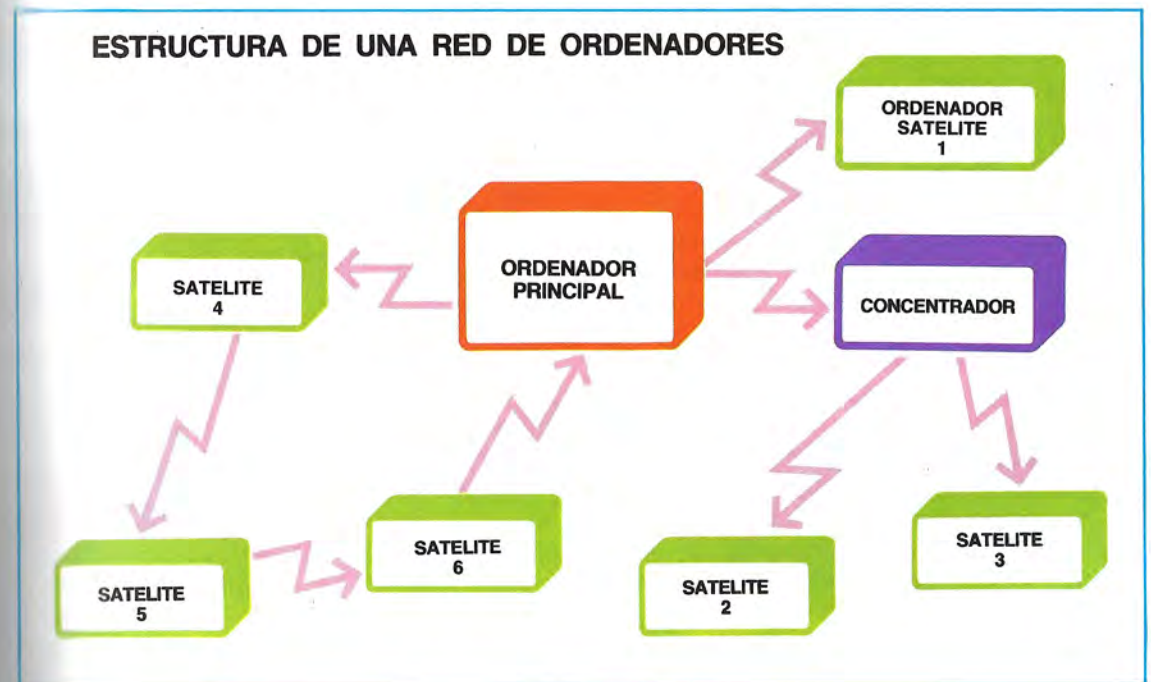 ESTRUCTURA DE UNA RED DE ORDENADORES
ORDENADOR
SATELITE
1
ORDENADOR
PRINCIPAL
SATELITE
4
CONCENTRADOR
SATELITE
6
SATELITE
3
SATELITE
5
SATELITE
2